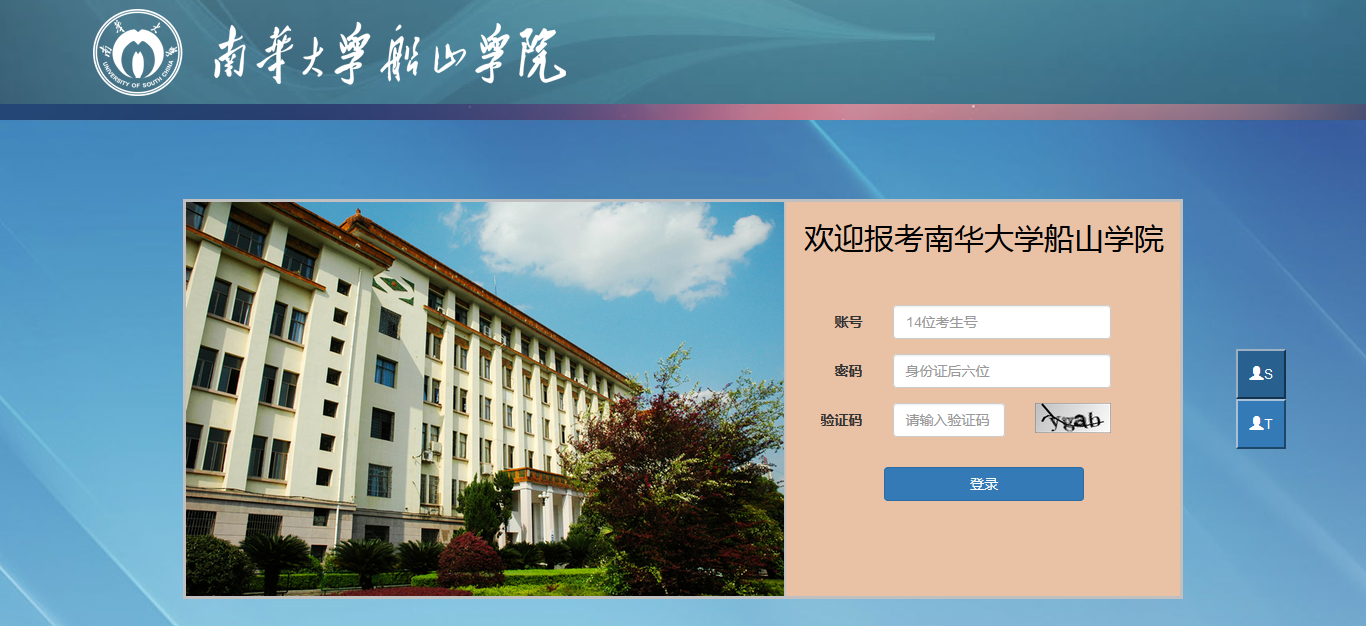 南华大学
UNIVERSITY OF SOUTH CHINA
南華大學船山學院
欢迎报考南华大学船山学院
账号 14位考生号
密码 身份证后六位
验证码 请输入验证码 ygab
登录
S
T